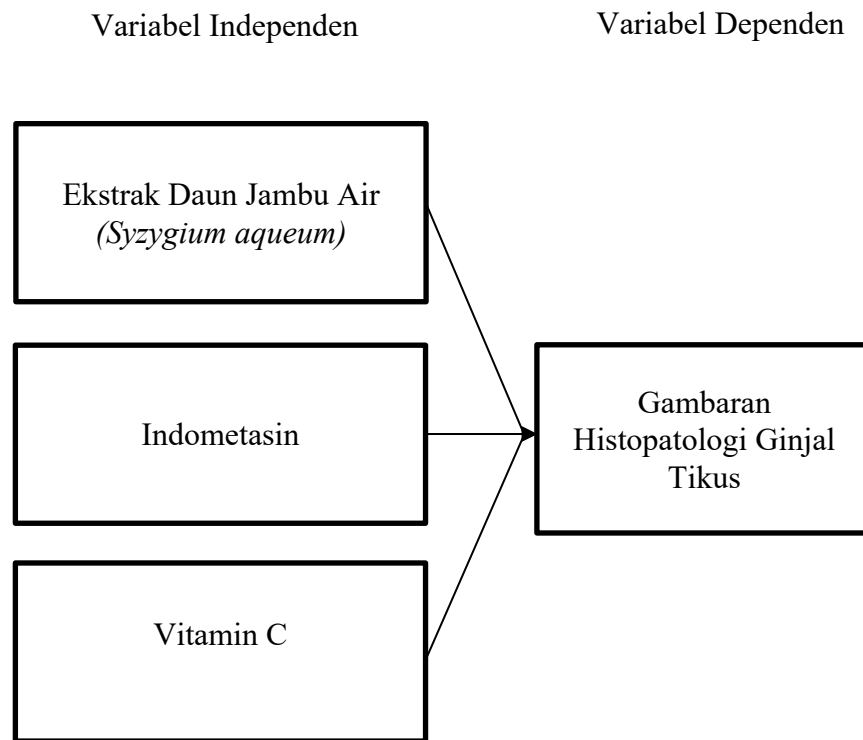 Variabel Independen
Variabel Dependen
Ekstrak Daun Jambu Air
(Syzygium aqueum)
Indometasin
Gambaran
Histopatologi Ginjal
Tikus
Vitamin C